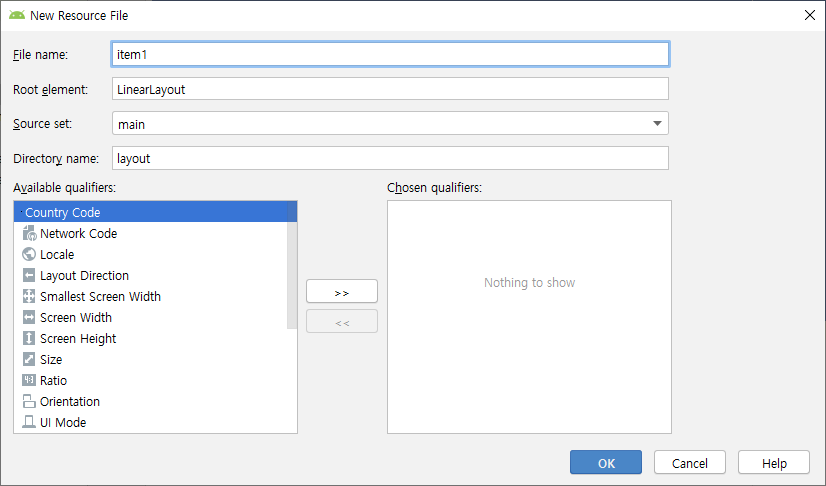 New Resource File
File name:
item1
Root element:
LinearLayout
Source set:
main
Directory name:
layout
Available qualifiers:
Country Code
Network Code
Locale
Layout Direction
Smallest Screen Width
Screen Width
Screen Height
Size
4:3 Ratio
Orientation
UI Mode
>>
<<
Chosen qualifiers:
Nothing to show
OK
Cancel
Help